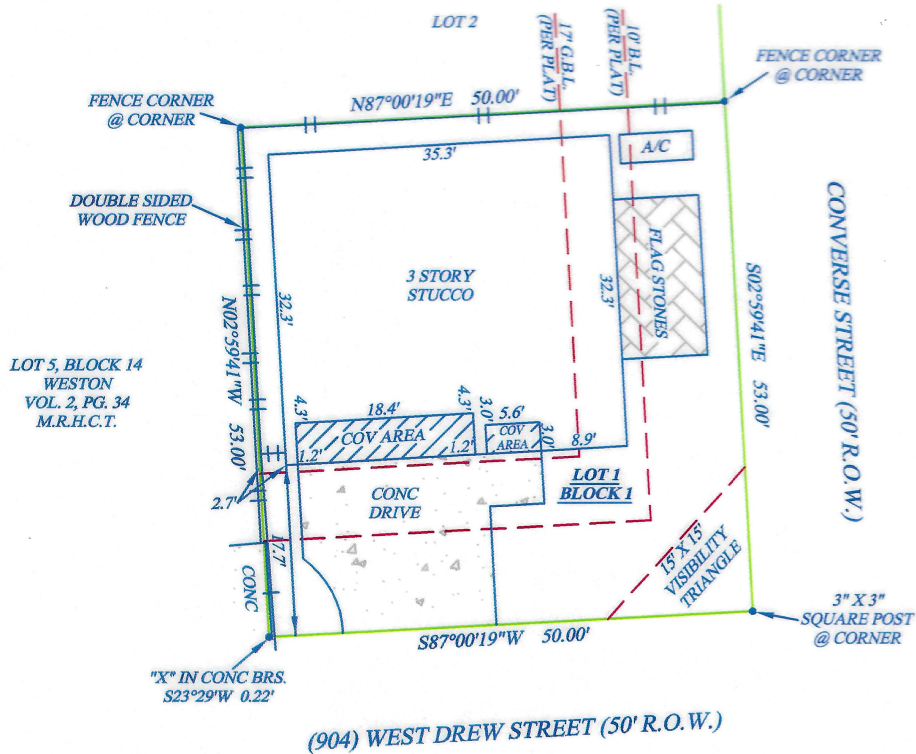 LOT 2
17' G.B.L.
(PER PLAT)
10' B.L.
(PER PLAT)
FENCE CORNER
@ CORNER
FENCE CORNER
@ CORNER
N87°00'19"E 50.00'
35.3'
A/C
DOUBLE SIDED
WOOD FENCE
3 STORY
STUCCO
FLAG STONES
32.3'
32.3'
N02°59'41"W 53.00'
S02°59'41"E 53.00'
CONVERSE STREET (50' R.O.W.)
LOT 5, BLOCK 14
WESTON
VOL. 2, PG. 34
M.R.H.C.T.
4.3'
18.4'
4.3'
3.0'
5.6'
COV AREA
COV
AREA
3.0'
8.9'
1.2'
1.2'
2.7'
CONC
DRIVE
LOT 1
BLOCK 1
17.7'
CONC
15' X 15'
VISIBILITY
TRIANGLE
3" X 3"
SQUARE POST
@ CORNER
S87°00'19"W 50.00'
"X" IN CONC BRS.
S23°29'W 0.22'
(904) WEST DREW STREET (50' R.O.W.)